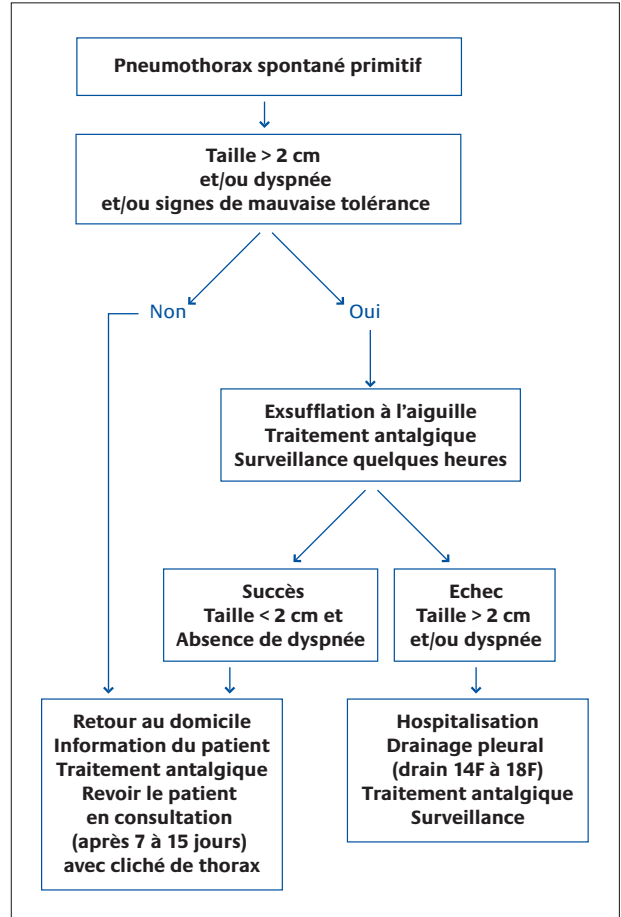 Pneumothorax spontané primitif
Taille > 2 cm
et/ou dyspnée
et/ou signes de mauvaise tolérance
Non
Oui
Exsufflation à l'aiguille
Traitement antalgique
Surveillance quelques heures
Succès
Taille < 2 cm et
Absence de dyspnée
Echec
Taille > 2 cm
et/ou dyspnée
Retour au domicile
Information du patient
Traitement antalgique
Revoir le patient
en consultation
(après 7 à 15 jours)
avec cliché de thorax
Hospitalisation
Drainage pleural
(drain 14F à 18F)
Traitement antalgique
Surveillance